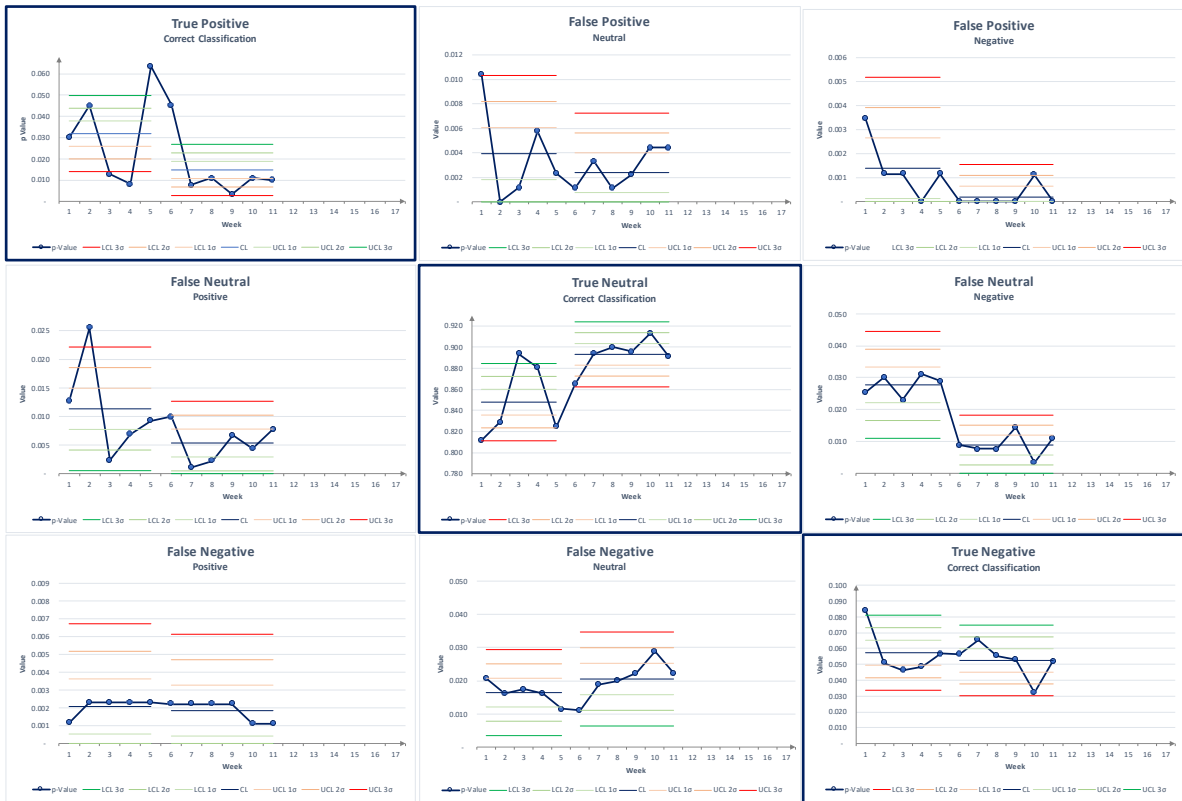 True Positive
Correct Classification
0.060
0.050
0.040
0.030
0.020
0.010
-
p Value
1 2 3 4 5 6 7 8 9 10 11 12 13 14 15 16 17
Week
p-Value LCL 3σ LCL 2σ LCL 1σ CL UCL 1σ UCL 2σ UCL 3σ
False Positive
Neutral
0.012
0.010
0.008
0.006
0.004
0.002
-
Value
1 2 3 4 5 6 7 8 9 10 11 12 13 14 15 16 17
Week
p-Value LCL 3σ LCL 2σ LCL 1σ CL UCL 1σ UCL 2σ UCL 3σ
False Positive
Negative
0.006
0.005
0.004
0.003
0.002
0.001
-
Value
1 2 3 4 5 6 7 8 9 10 11 12 13 14 15 16 17
Week
p-Value LCL 3σ LCL 2σ LCL 1σ CL UCL 1σ UCL 2σ UCL 3σ
False Neutral
Positive
0.025
0.020
0.015
0.010
0.005
-
Value
1 2 3 4 5 6 7 8 9 10 11 12 13 14 15 16 17
Week
p-Value LCL 3σ LCL 2σ LCL 1σ CL UCL 1σ UCL 2σ UCL 3σ
True Neutral
Correct Classification
0.920
0.900
0.880
0.860
0.840
0.820
0.800
0.780
Value
1 2 3 4 5 6 7 8 9 10 11 12 13 14 15 16 17
Week
p-Value LCL 3σ LCL 2σ LCL 1σ CL UCL 1σ UCL 2σ UCL 3σ
False Neutral
Negative
0.050
0.040
0.030
0.020
0.010
-
Value
1 2 3 4 5 6 7 8 9 10 11 12 13 14 15 16 17
Week
p-Value LCL 3σ LCL 2σ LCL 1σ CL UCL 1σ UCL 2σ UCL 3σ
False Negative
Positive
0.009
0.008
0.007
0.006
0.005
0.004
0.003
0.002
0.001
-
Value
1 2 3 4 5 6 7 8 9 10 11 12 13 14 15 16 17
Week
p-Value LCL 3σ LCL 2σ LCL 1σ CL UCL 1σ UCL 2σ UCL 3σ
False Negative
Neutral
0.050
0.040
0.030
0.020
0.010
-
Value
1 2 3 4 5 6 7 8 9 10 11 12 13 14 15 16 17
Week
p-Value LCL 3σ LCL 2σ LCL 1σ CL UCL 1σ UCL 2σ UCL 3σ
True Negative
Correct Classification
0.100
0.090
0.080
0.070
0.060
0.050
0.040
0.030
0.020
0.010
-
Value
1 2 3 4 5 6 7 8 9 10 11 12 13 14 15 16 17
Week
p-Value LCL 3σ LCL 2σ LCL 1σ CL UCL 1σ UCL 2σ UCL 3σ